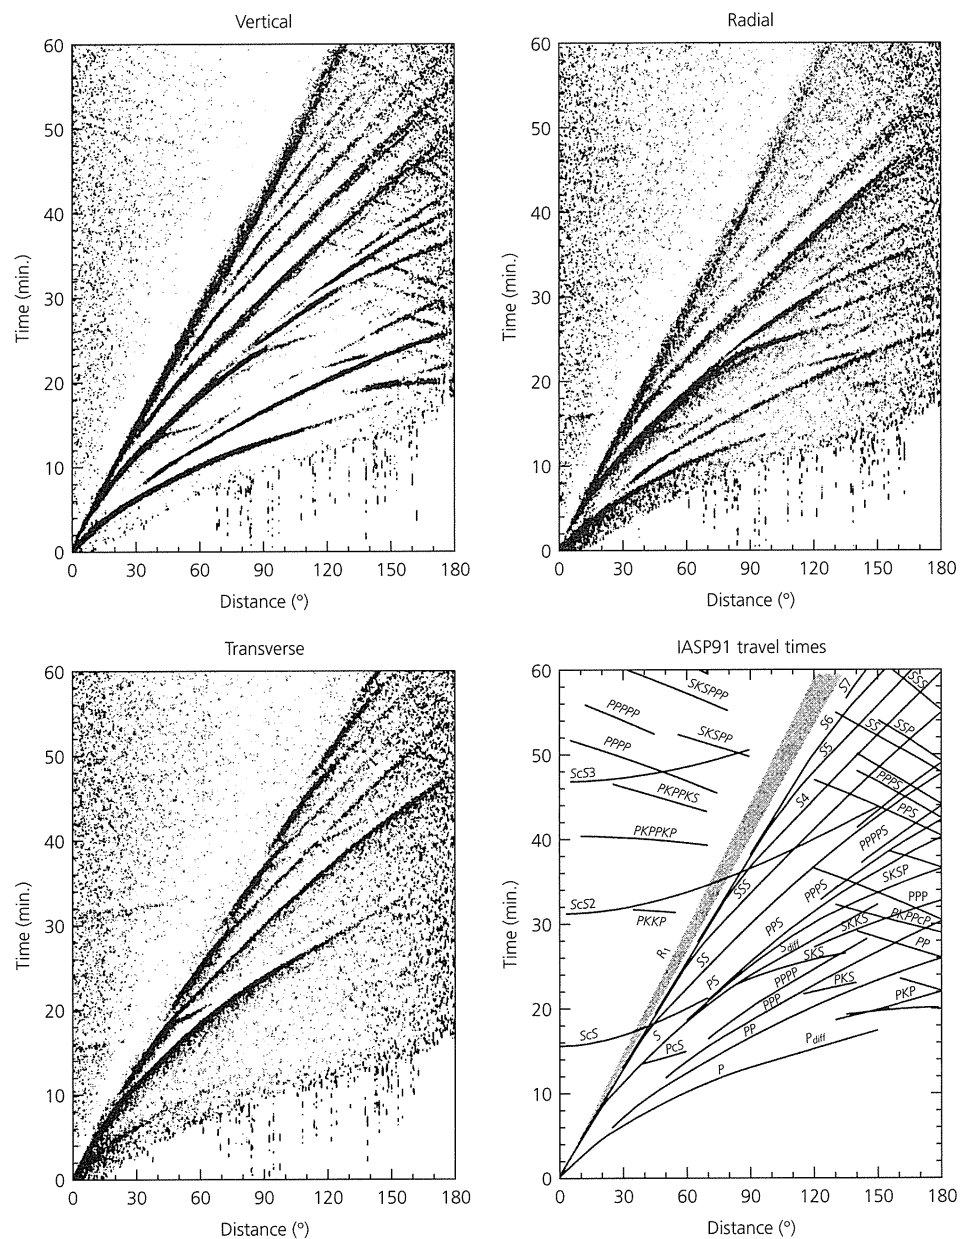 Vertical
Radial
60
50
40
30
20
10
0
Time (min.)
0 30 60 90 120 150 180
Distance (°)
60
50
40
30
20
10
0
Time (min.)
0 30 60 90 120 150 180
Distance (°)
Transverse
IASP91 travel times
60
50
40
30
20
10
0
Time (min.)
0 30 60 90 120 150 180
Distance (°)
60
50
40
30
20
10
0
Time (min.)
0 30 60 90 120 150 180
Distance (°)
SKSPPP
PPPPP
SKSPP
PPPP
ScS3
PKPPKS
PKPPKP
ScS2
PKKP
R1
ScS
PcS
S
SS
SSS
S4
S5
S6
S7
SSS
SS
SSP
PPPS
PPS
PPPPS
SKSP
PPPS
PPP
PKPPcP
PPS
SKKS
PP
Sdiff
SKS
PS
PPPP
PKS
PPP
PKP
PP
Pdiff
P